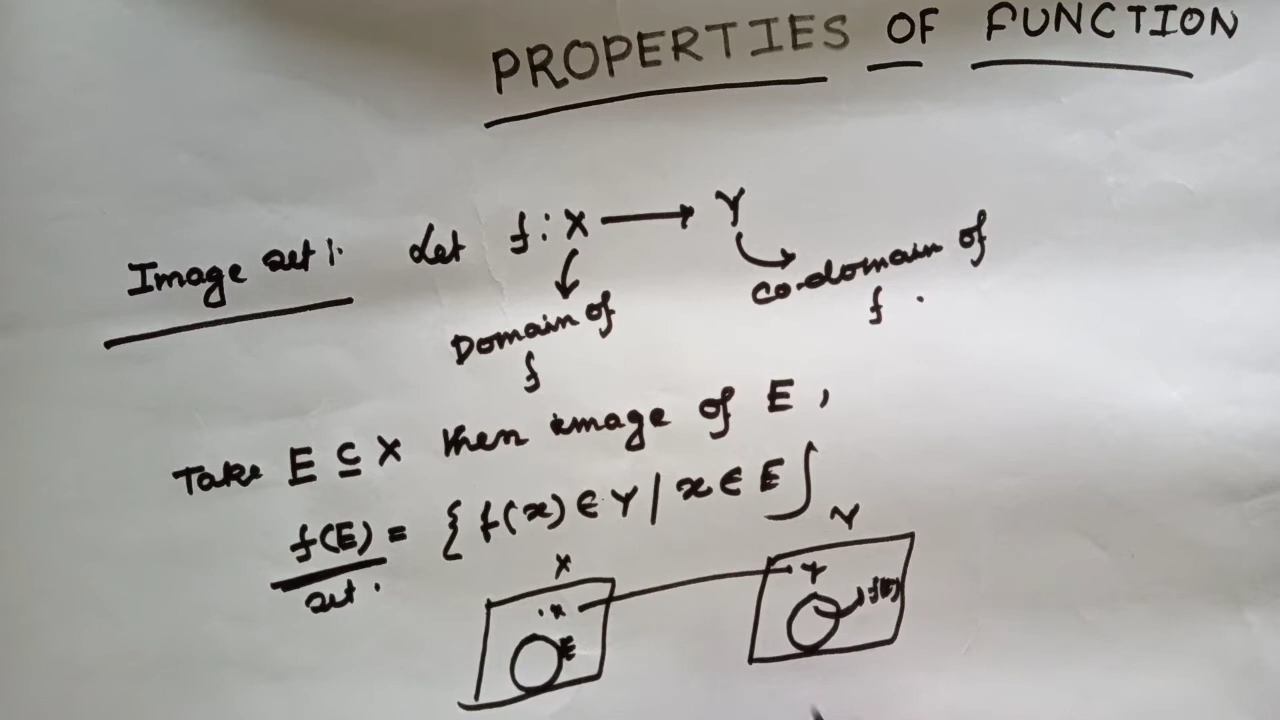 PROPERTIES OF FUNCTION
Image set :- Let f : X → Y
Domain of f
Co-domain of f .
Take E ⊆ X then image of E ,
f(E) = { f(x) ∈ Y / x ∈ E }
set .
X
Y
. x
Y
E
f(E)